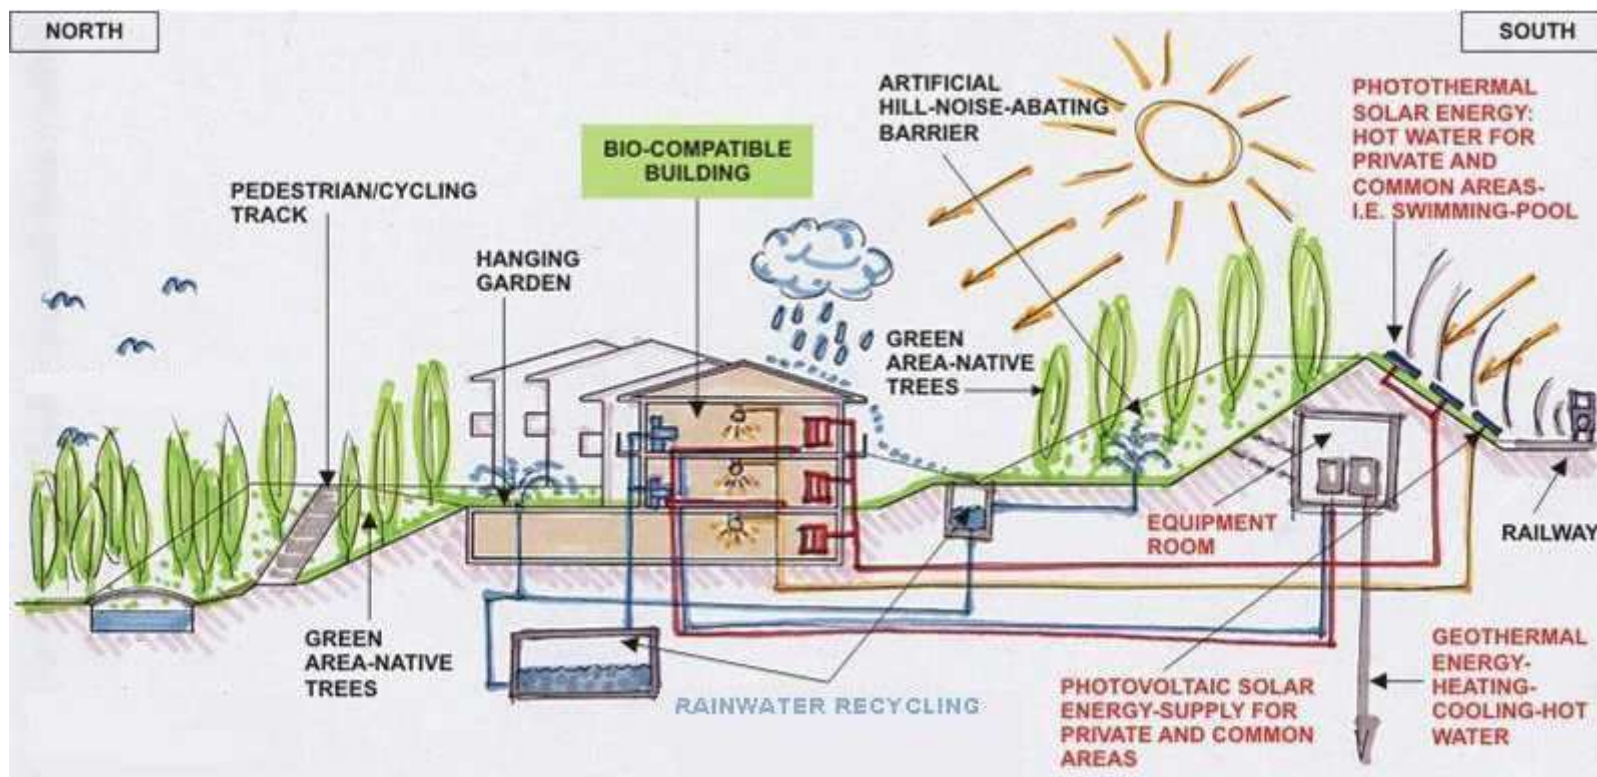 NORTH
SOUTH
ARTIFICIAL
HILL-NOISE-ABATING
BARRIER
PHOTOTHERMAL
SOLAR ENERGY:
HOT WATER FOR
PRIVATE AND
COMMON AREAS-
I.E. SWIMMING-POOL
BIO-COMPATIBLE
BUILDING
PEDESTRIAN/CYCLING
TRACK
HANGING
GARDEN
GREEN
AREA-NATIVE
TREES
EQUIPMENT
ROOM
RAILWAY
GREEN
AREA-NATIVE
TREES
RAINWATER RECYCLING
PHOTOVOLTAIC SOLAR
ENERGY-SUPPLY FOR
PRIVATE AND COMMON
AREAS
GEOTHERMAL
ENERGY-
HEATING-
COOLING-HOT
WATER